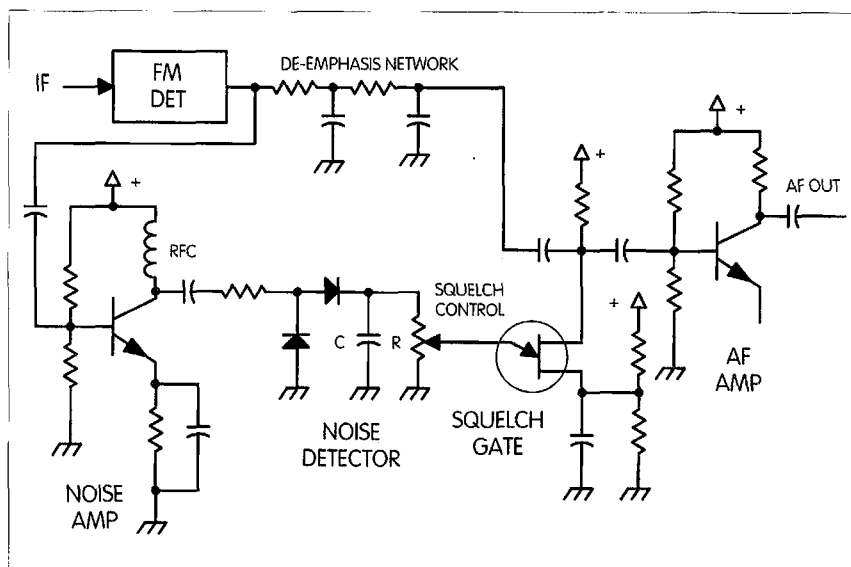 IF
FM
DET
DE-EMPHASIS NETWORK
+
+
+
AF OUT
RFC
SQUELCH
CONTROL
+
C
R
AF
AMP
NOISE
DETECTOR
SQUELCH
GATE
NOISE
AMP